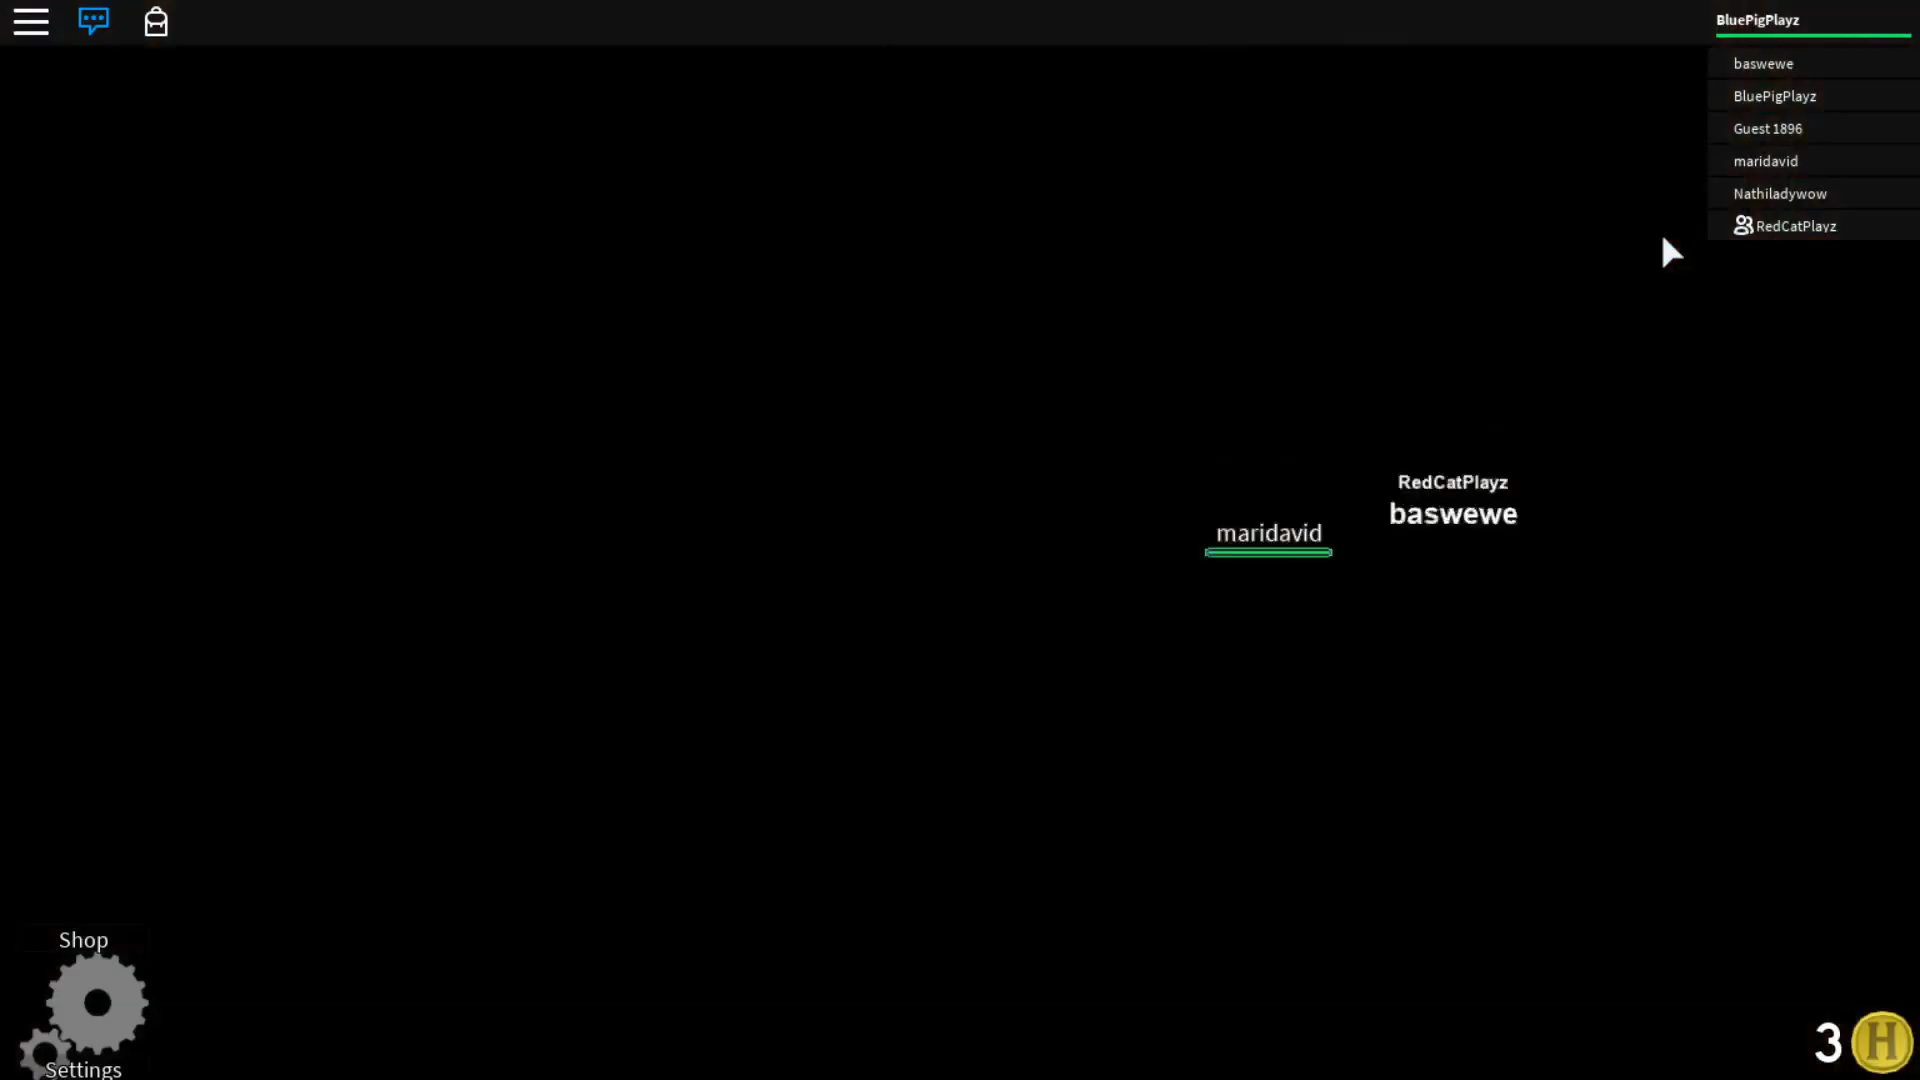 BluePigPlayz
baswewe
BluePigPlayz
Guest 1896
maridavid
Nathiladywow
RedCatPlayz
RedCatPlayz
baswewe
maridavid
Shop
Settings
3 H